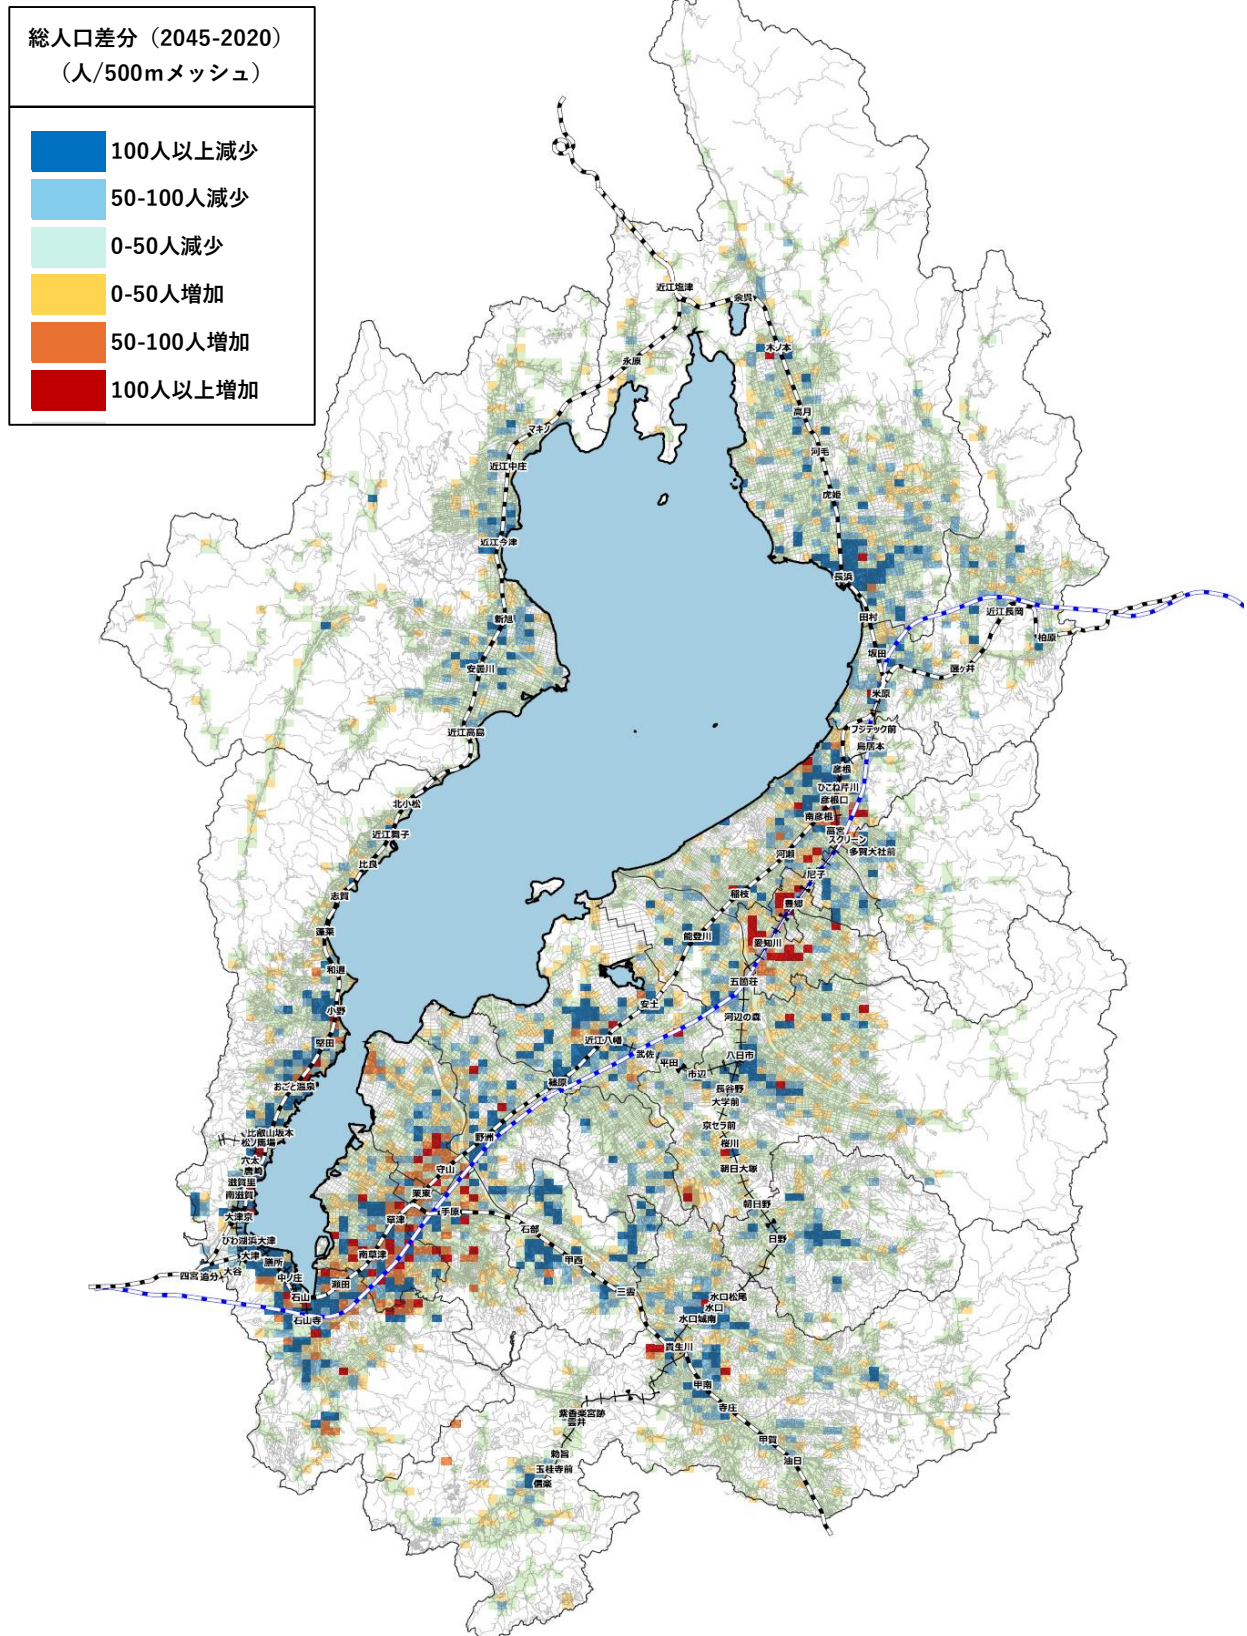 総人口差分（2045-2020）
（人/500mメッシュ）
100人以上減少
50-100人減少
0-50人減少
0-50人増加
50-100人増加
100人以上増加
近江塩津
余呉
木ノ本
永原
高月
マキノ
河毛
近江中庄
虎姫
近江今津
長浜
近江長岡
新旭
田村
柏原
坂田
安曇川
醒ヶ井
米原
近江高島
フジテック前
鳥居本
彦根
ひこね芹川
北小松
彦根口
南彦根
近江舞子
高宮
スクリーン
多賀大社前
河瀬
比良
尼子
志賀
稲枝
豊郷
蓬莱
能登川
愛知川
和邇
五箇荘
安土
小野
河辺の森
近江八幡
堅田
武佐
八日市
平田
市辺
おごと温泉
篠原
長谷野
大学前
京セラ前
比叡山坂本
松ノ馬場
野洲
桜川
穴太
守山
朝日大塚
唐崎
滋賀里
南滋賀
栗東
朝日野
大津京
草津
手原
石部
日野
びわ湖浜大津
大津
南草津
甲西
膳所
大谷
四宮
追分
中ノ庄
瀬田
三雲
水口松尾
石山
水口
石山寺
水口城南
貴生川
甲南
寺庄
紫香楽宮跡
雲井
甲賀
勅旨
油日
玉桂寺前
信楽